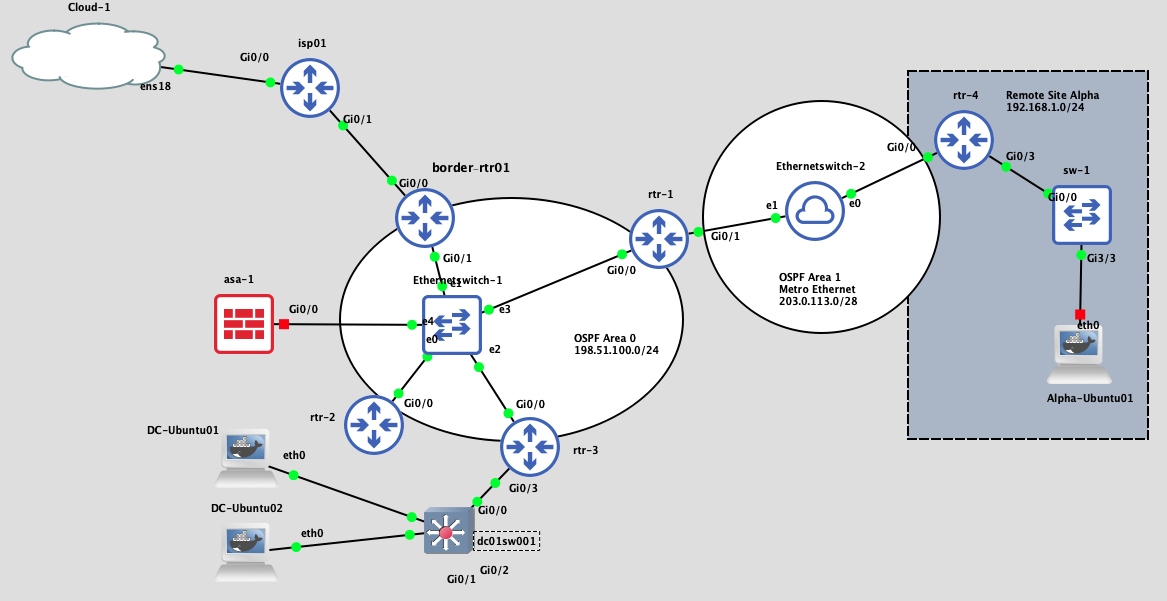 Cloud-1
ens18
Gi0/0
isp01
Gi0/1
border-rtr01
Gi0/0
Gi0/1
Ethernetswitch-1
e1
asa-1
Gi0/0
e4
e0
e3
e2
rtr-1
Gi0/0
Gi0/1
OSPF Area 0
198.51.100.0/24
rtr-2
Gi0/0
Gi0/0
rtr-3
Gi0/3
DC-Ubuntu01
eth0
DC-Ubuntu02
eth0
Gi0/0
dc01sw001
Gi0/2
Gi0/1
Ethernetswitch-2
e1
e0
OSPF Area 1
Metro Ethernet
203.0.113.0/28
Gi0/0
rtr-4
Remote Site Alpha
192.168.1.0/24
Gi0/3
sw-1
Gi0/0
Gi3/3
eth0
Alpha-Ubuntu01